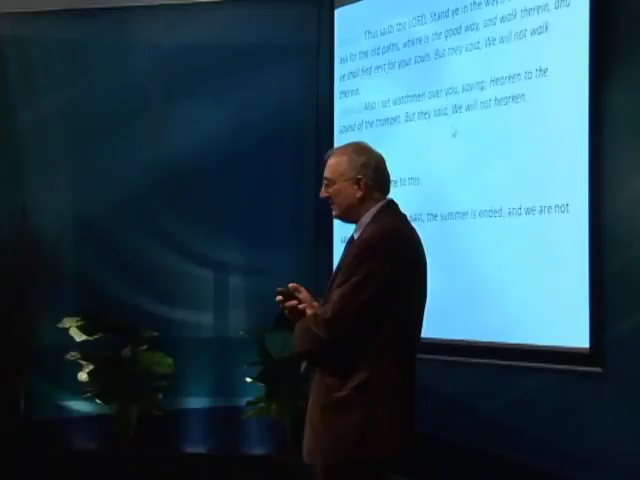 Thus saith the LORD, Stand ye in the ways,
ask for the old paths, where is the good way, and walk therein, and
ye shall find rest for your souls. But they said, We will not walk
therein.
Also I set watchmen over you, saying, Hearken to the
sound of the trumpet. But they said, We will not hearken.
e to this:
past, the summer is ended, and we are not